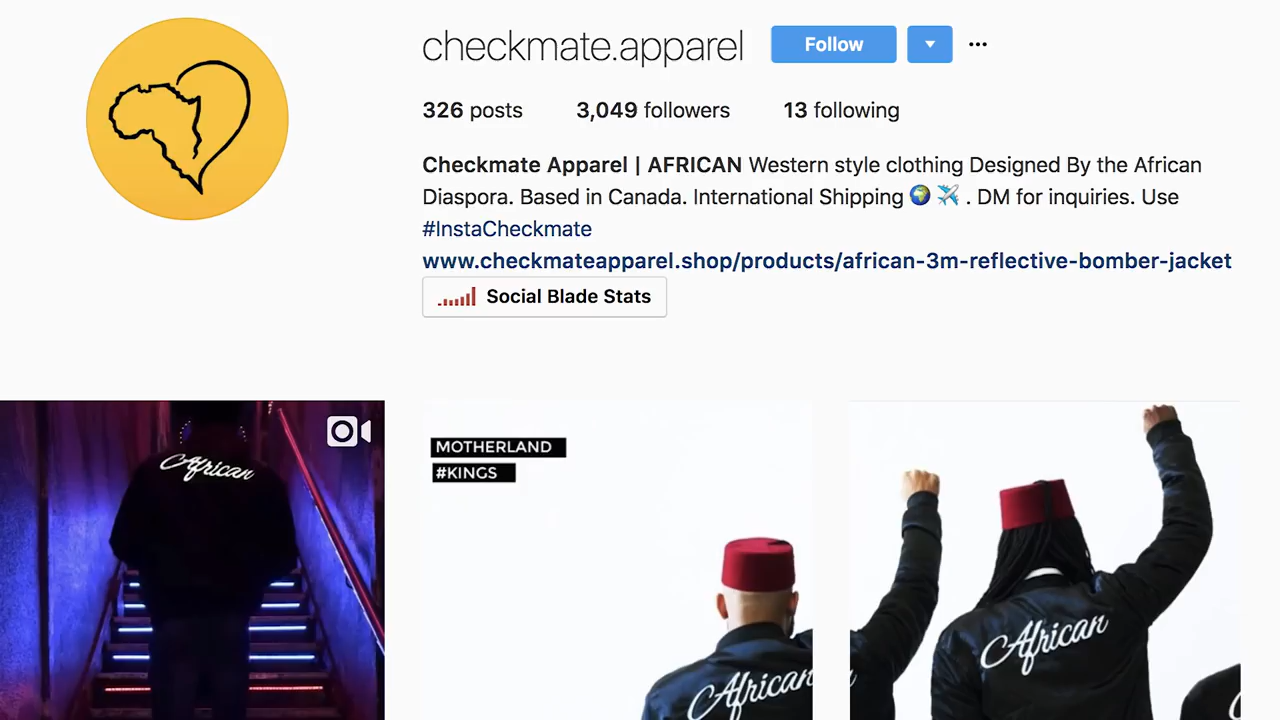 checkmate.apparel
Follow
326 posts 3,049 followers 13 following
Checkmate Apparel | AFRICAN Western style clothing Designed By the African
Diaspora. Based in Canada. International Shipping 🌍 ✈️ . DM for inquiries. Use
#InstaCheckmate
www.checkmateapparel.shop/products/african-3m-reflective-bomber-jacket
Social Blade Stats
African
MOTHERLAND
#KINGS
African
African